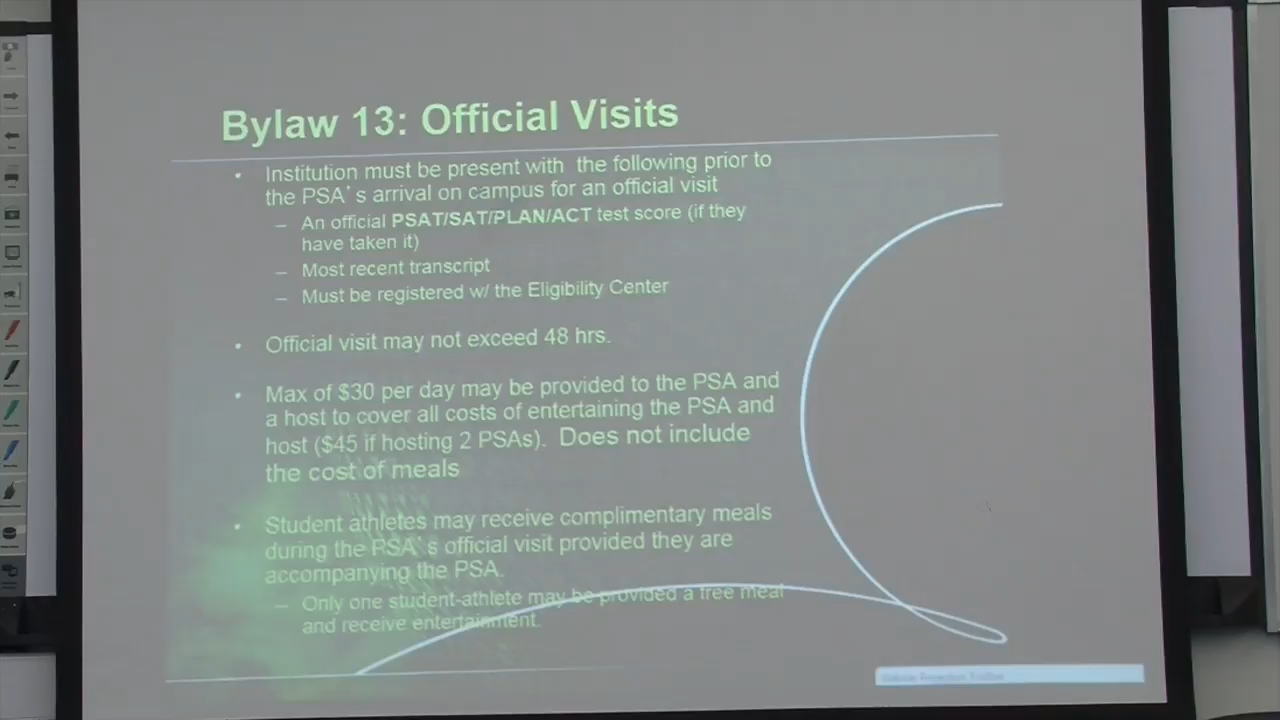 Bylaw 13: Official Visits
• Institution must be present with the following prior to
the PSA's arrival on campus for an official visit
– An official PSAT/SAT/PLAN/ACT test score (if they
have taken it)
– Most recent transcript
– Must be registered w/ the Eligibility Center
• Official visit may not exceed 48 hrs.
• Max of $30 per day may be provided to the PSA and
a host to cover all costs of entertaining the PSA and
host ($45 if hosting 2 PSAs). Does not include
the cost of meals
• Student athletes may receive complimentary meals
during the PSA's official visit provided they are
accompanying the PSA.
– Only one student-athlete may be provided a free meal
and receive entertainment.